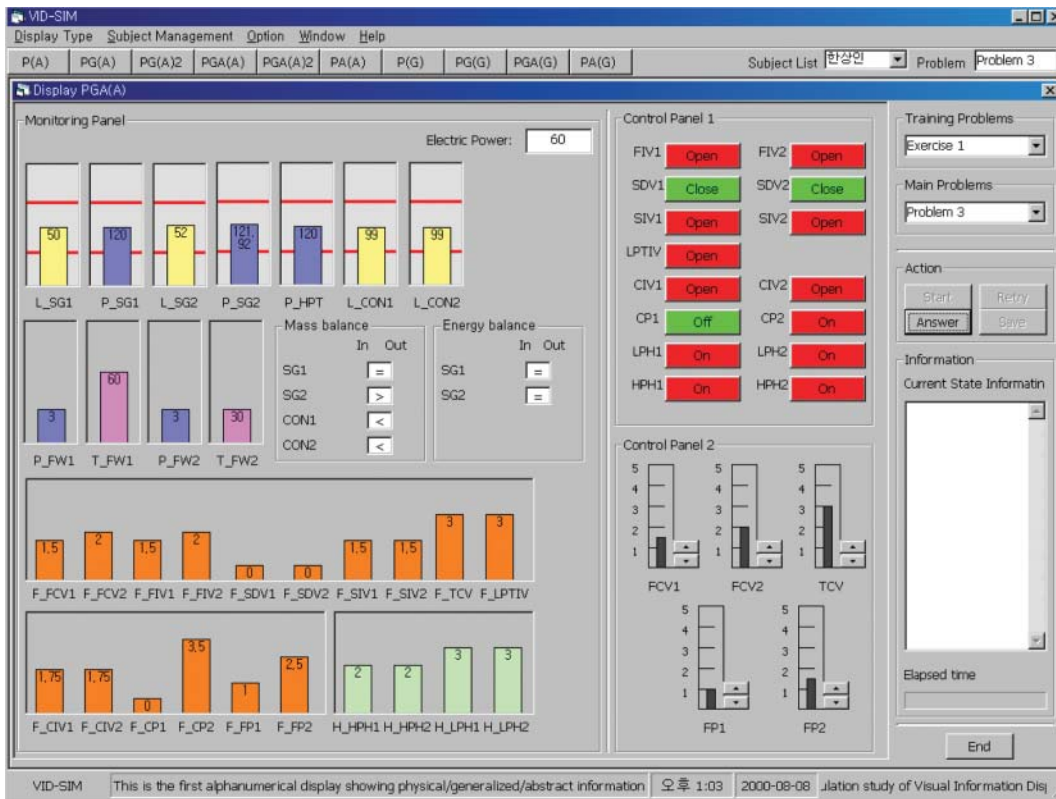 VID-SIM
Display Type Subject Management Option Window Help
P(A) PG(A) PG(A)2 PGA(A) PGA(A)2 PA(A) P(G) PG(G) PGA(G) PA(G) Subject List 한상인 Problem Problem 3
Display PGA(A)
Monitoring Panel
Electric Power: 60
50 120 52 121, 120 99 99
92
L_SG1 P_SG1 L_SG2 P_SG2 P_HPT L_CON1 L_CON2
3 60 3 30
P_FW1 T_FW1 P_FW2 T_FW2
Mass balance
In Out
SG1 =
SG2 >
CON1 <
CON2 <
Energy balance
In Out
SG1 =
SG2 =
1,5 2 1,5 2 0 0 1,5 1,5 3 3
F_FCV1 F_FCV2 F_FIV1 F_FIV2 F_SDV1 F_SDV2 F_SIV1 F_SIV2 F_TCV F_LPTIV
1,75 1,75 0 3,5 1 2,5
F_CIV1 F_CIV2 F_CP1 F_CP2 F_FP1 F_FP2
2 2 3 3
H_HPH1 H_HPH2 H_LPH1 H_LPH2
Control Panel 1
FIV1 Open FIV2 Open
SDV1 Close SDV2 Close
SIV1 Open SIV2 Open
LPTIV Open
CIV1 Open CIV2 Open
CP1 Off CP2 On
LPH1 On LPH2 On
HPH1 On HPH2 On
Control Panel 2
5 5 5
4 4 4
3 3 3
2 2 2
1 1 1
FCV1 FCV2 TCV
5 5
4 4
3 3
2 2
1 1
FP1 FP2
Training Problems
Exercise 1
Main Problems
Problem 3
Action
Start Retry
Answer Save
Information
Current State Informatin
Elapsed time
End
VID-SIM This is the first alphanumerical display showing physical/generalized/abstract information 오후 1:03 2000-08-08 ulation study of Visual Information Disp